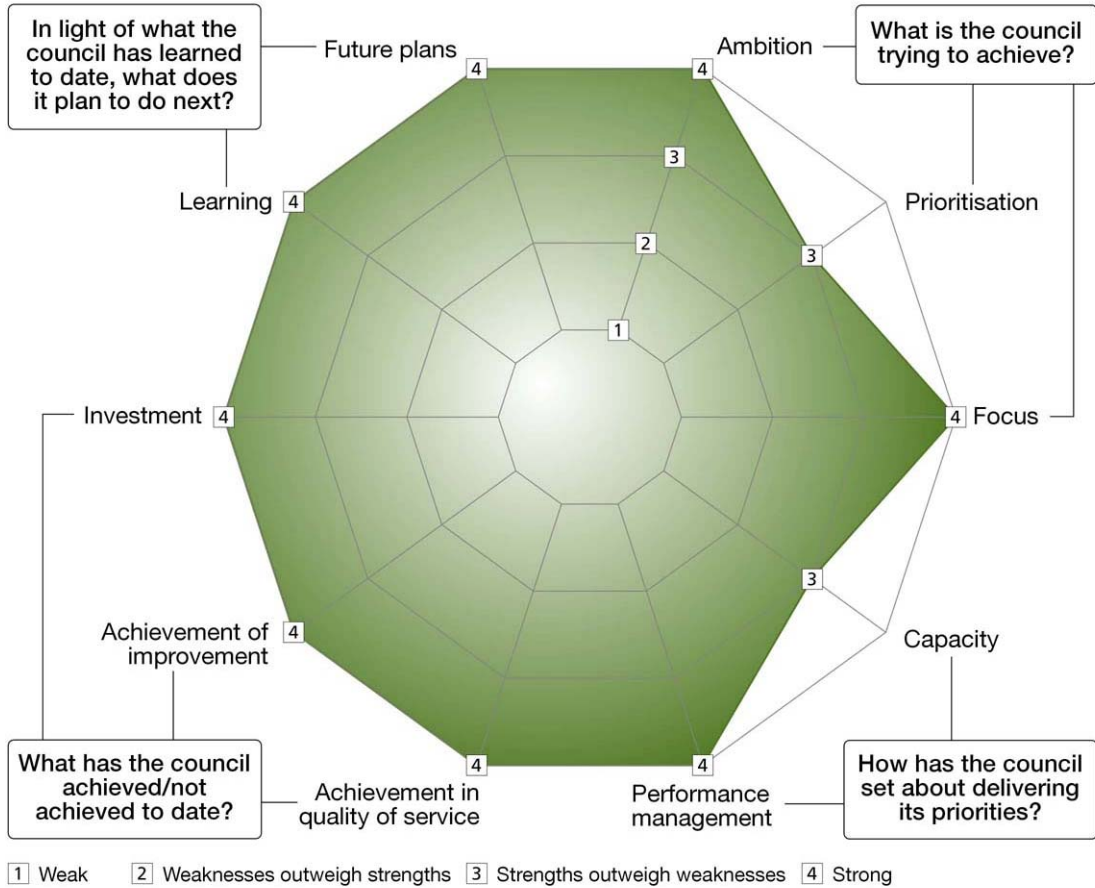 In light of what the
council has learned
to date, what does
it plan to do next?
Future plans
Ambition
What is the council
trying to achieve?
4
4
3
Learning
4
Prioritisation
2
3
1
Investment
4
4
Focus
3
Achievement of
improvement
4
Capacity
What has the council
achieved/not
achieved to date?
4
4
Achievement in
quality of service
Performance
management
How has the council
set about delivering
its priorities?
1 Weak
2 Weaknesses outweigh strengths
3 Strengths outweigh weaknesses
4 Strong